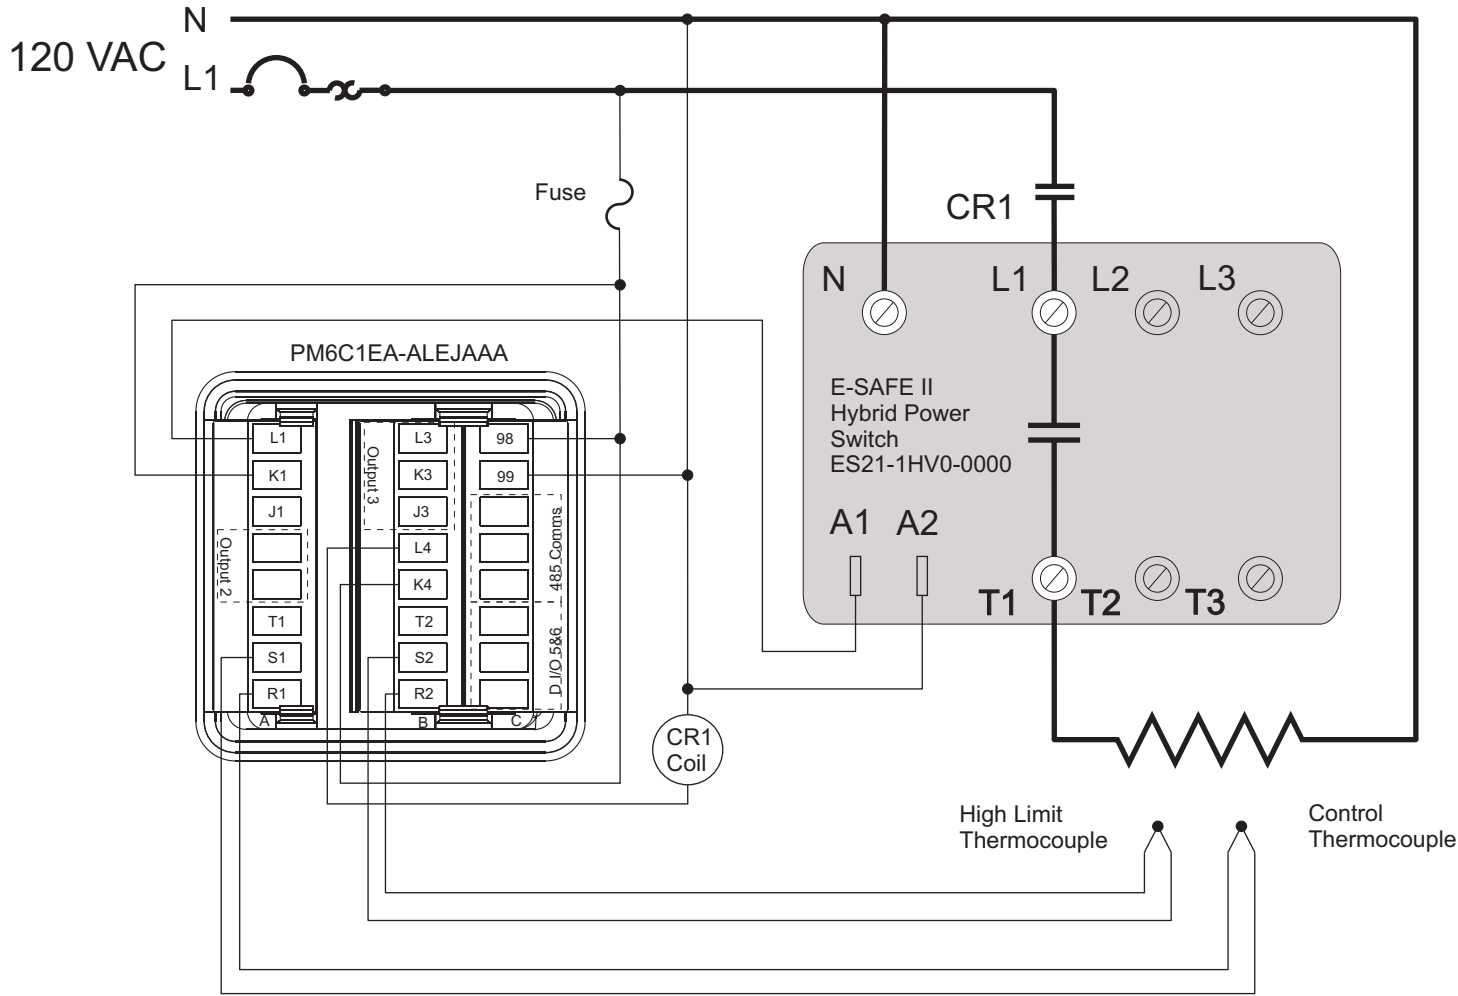 N
120 VAC
L1
Fuse
CR1
N
L1
L2
L3
PM6C1EA-ALEJAAA
E-SAFE II
Hybrid Power
Switch
ES21-1HV0-0000
A1
A2
T1
T2
T3
L1
K1
J1
Output 2
T1
S1
R1
A
Output 3
L3
K3
J3
L4
K4
T2
S2
R2
B
98
99
485 Comms
D I/O 5&6
C
CR1
Coil
High Limit
Thermocouple
Control
Thermocouple